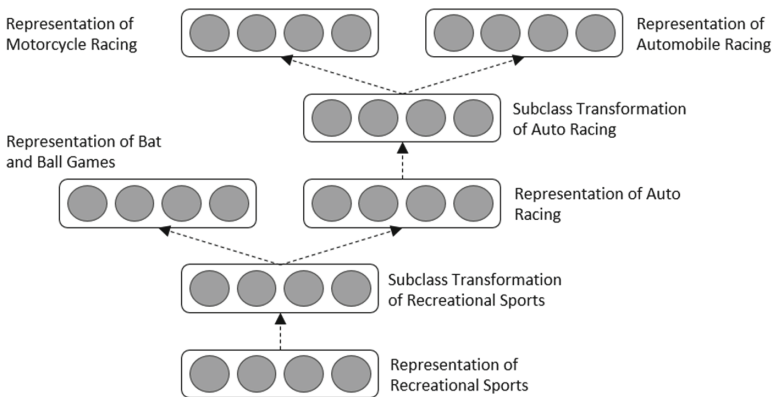 Representation of
Motorcycle Racing
Representation of
Automobile Racing
Subclass Transformation
of Auto Racing
Representation of Bat
and Ball Games
Representation of Auto
Racing
Subclass Transformation
of Recreational Sports
Representation of
Recreational Sports